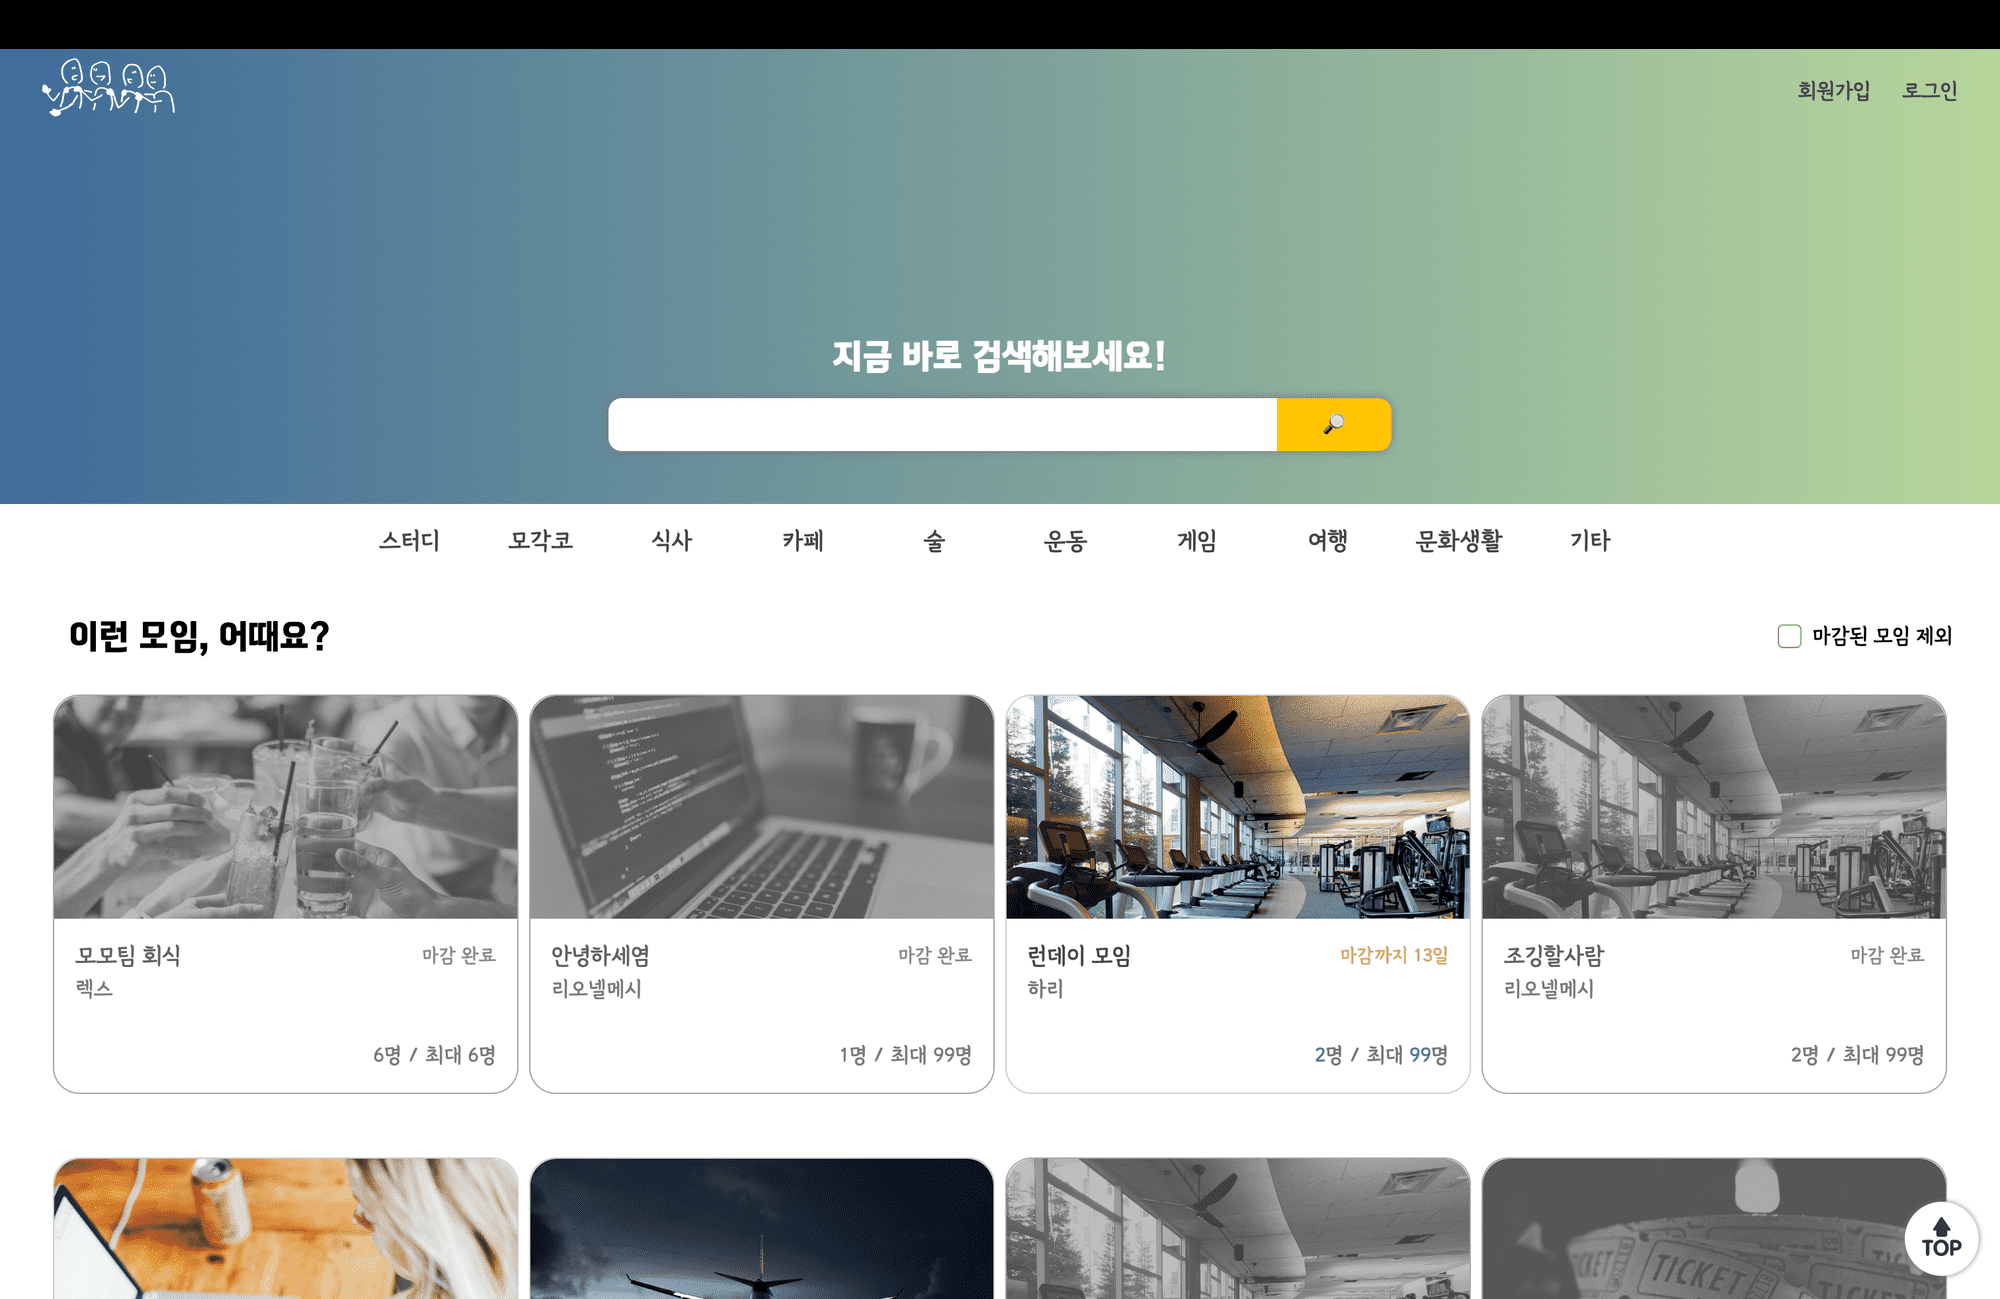 회원가입 로그인
지금 바로 검색해보세요!
스터디 모각코 식사 카페 술 운동 게임 여행 문화생활 기타
이런 모임, 어때요?
마감된 모임 제외
모모팀 회식 마감 완료
렉스
6명 / 최대 6명
안녕하세염 마감 완료
리오넬메시
1명 / 최대 99명
런데이 모임 마감까지 13일
하리
2명 / 최대 99명
조깅할사람 마감 완료
리오넬메시
2명 / 최대 99명
TICKET
TICKET
TICKET
TOP